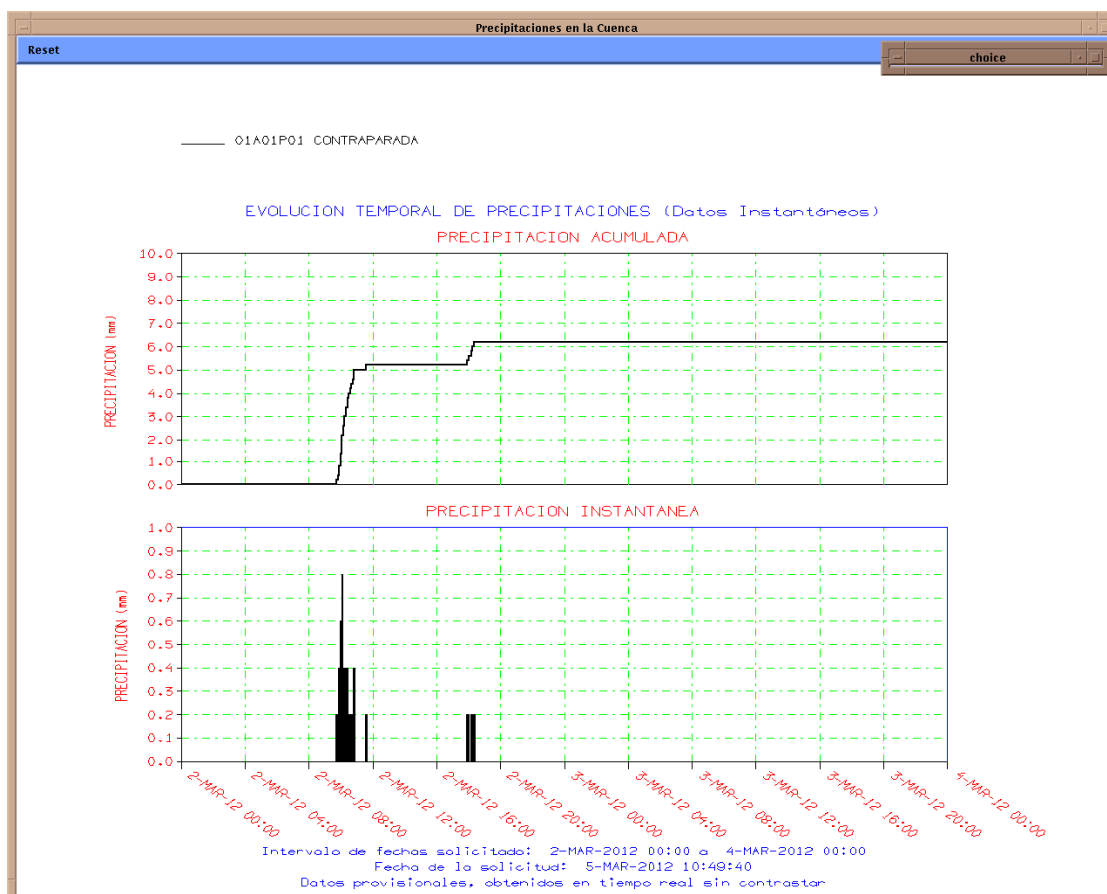 Precipitaciones en la Cuenca
Reset
choice
01A01P01 CONTRAPARADA
EVOLUCION TEMPORAL DE PRECIPITACIONES (Datos Instantáneos)
PRECIPITACION ACUMULADA
10.0
9.0
8.0
7.0
6.0
5.0
4.0
3.0
2.0
1.0
0.0
PRECIPITACION (mm)
PRECIPITACION INSTANTANEA
1.0
0.9
0.8
0.7
0.6
0.5
0.4
0.3
0.2
0.1
0.0
PRECIPITACION (mm)
2-MAR-12 00:00
2-MAR-12 04:00
2-MAR-12 08:00
2-MAR-12 12:00
2-MAR-12 16:00
2-MAR-12 20:00
3-MAR-12 00:00
3-MAR-12 04:00
3-MAR-12 08:00
3-MAR-12 12:00
3-MAR-12 16:00
3-MAR-12 20:00
4-MAR-12 00:00
Intervalo de fechas solicitado: 2-MAR-2012 00:00 a 4-MAR-2012 00:00
Fecha de la solicitud: 5-MAR-2012 10:49:40
Datos provisionales, obtenidos en tiempo real sin contrastar